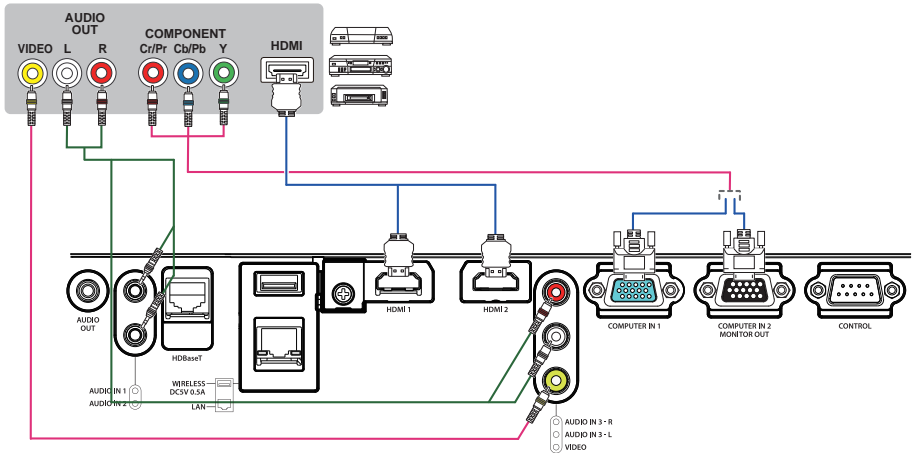 AUDIO
OUT
VIDEO L R
COMPONENT
Cr/Pr Cb/Pb Y
HDMI
AUDIO
OUT
HDBaseT
HDMI 1
HDMI 2
COMPUTER IN 1
COMPUTER IN 2
MONITOR OUT
CONTROL
AUDIO IN 1
AUDIO IN 2
WIRELESS
DC5V 0.5A
LAN
AUDIO IN 3 - R
AUDIO IN 3 - L
VIDEO